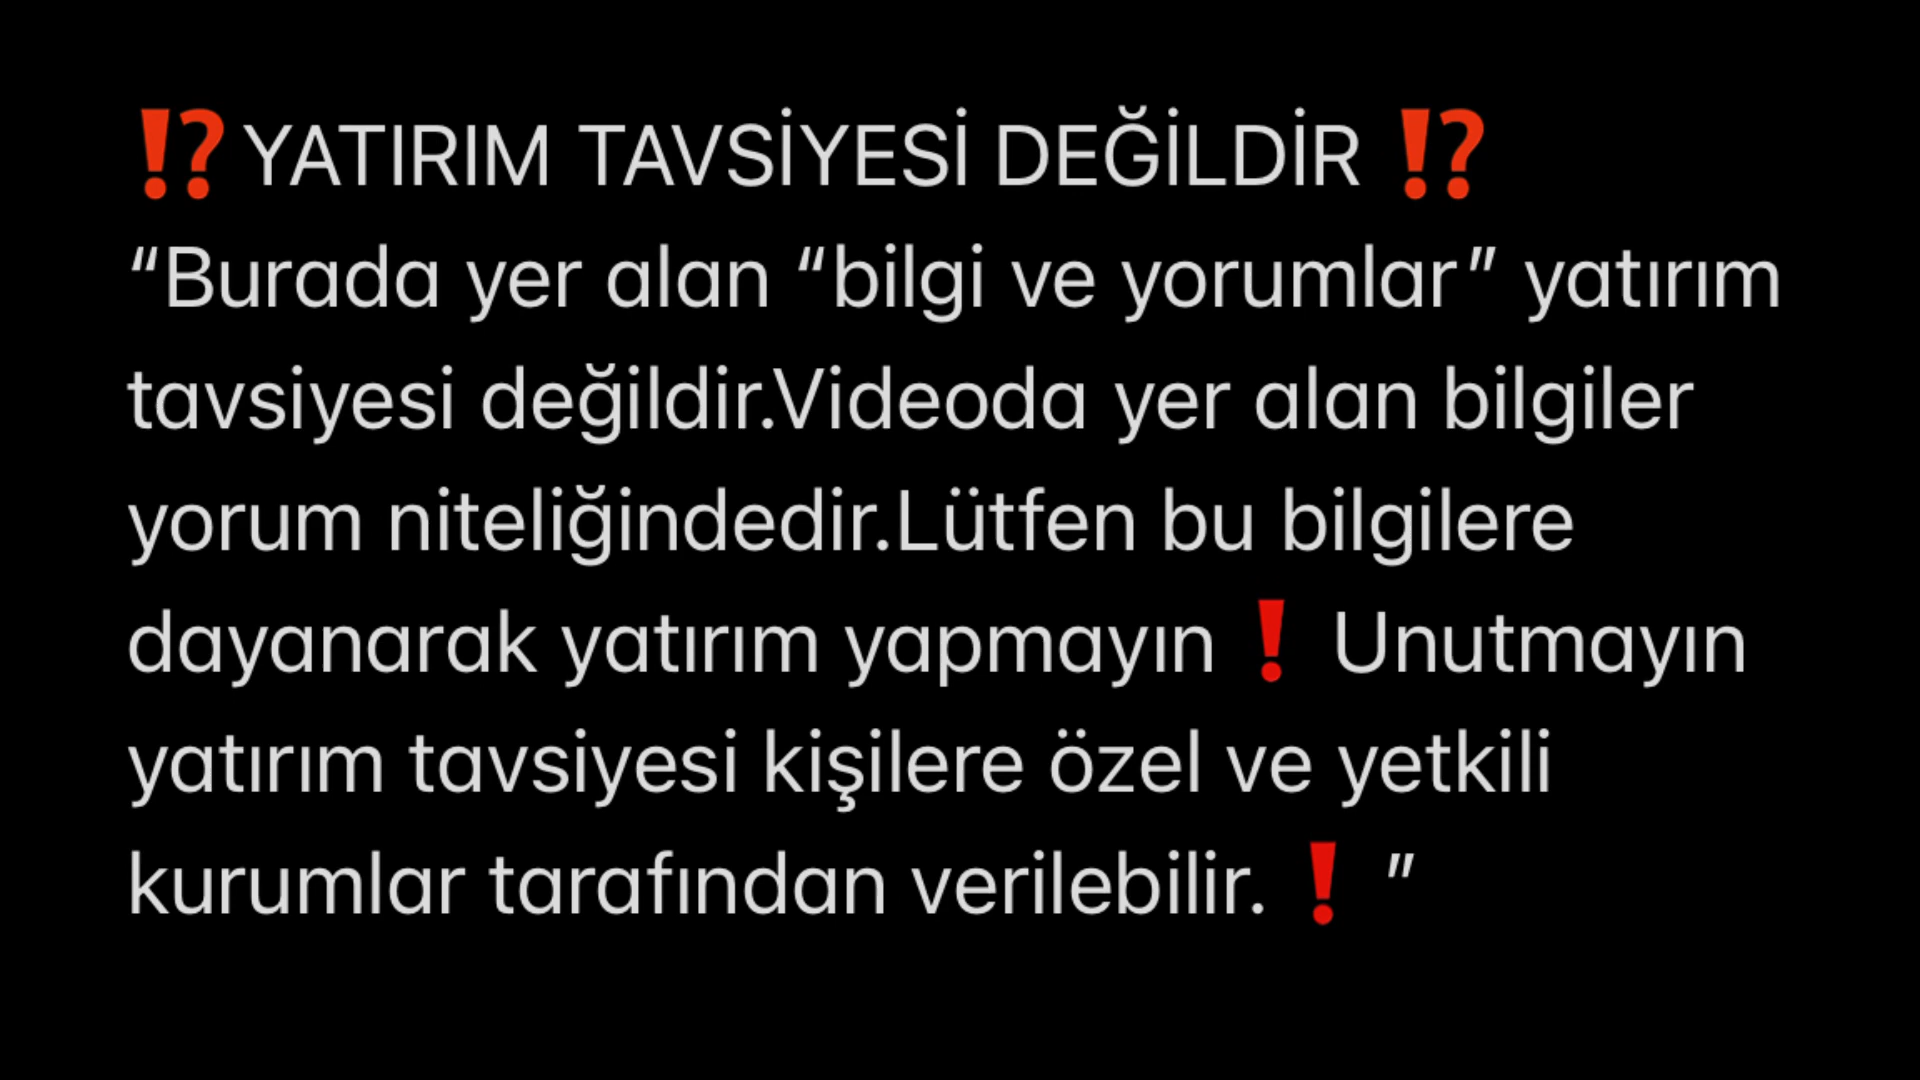 ⁉️YATIRIM TAVSİYESİ DEĞİLDİR ⁉️
“Burada yer alan “bilgi ve yorumlar” yatırım
tavsiyesi değildir.Videoda yer alan bilgiler
yorum niteliğindedir.Lütfen bu bilgilere
dayanarak yatırım yapmayın❗ Unutmayın
yatırım tavsiyesi kişilere özel ve yetkili
kurumlar tarafından verilebilir. ❗ ”